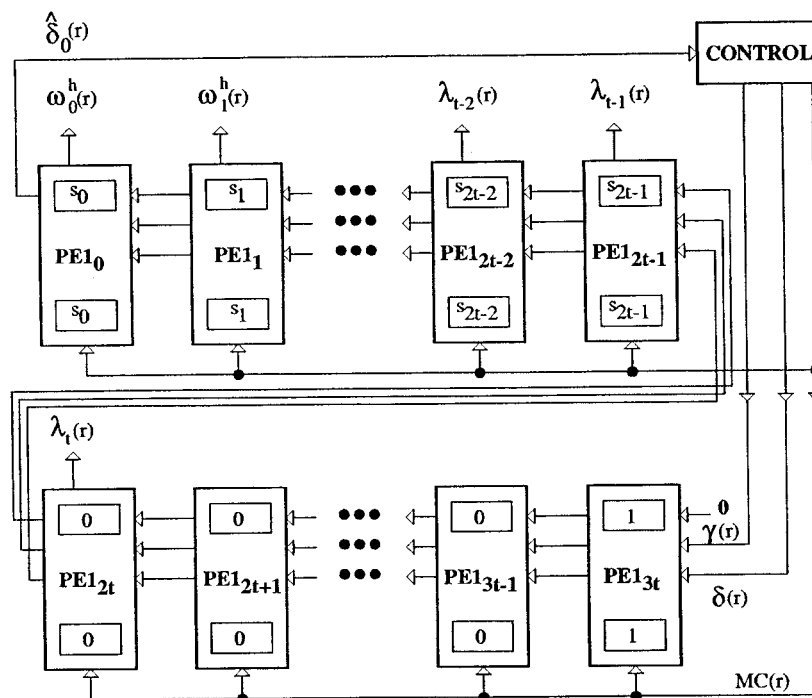 δ̂₀(r)
CONTROL
ω₀ʰ(r) ω₁ʰ(r) λₜ₋₂(r) λₜ₋₁(r)
s₀ s₁ ••• s₂ₜ₋₂ s₂ₜ₋₁
•••
PE1₀ PE1₁ ••• PE1₂ₜ₋₂ PE1₂ₜ₋₁
s₀ s₁ s₂ₜ₋₂ s₂ₜ₋₁
λₜ(r)
0 0 ••• 0 1 0
••• γ(r)
PE1₂ₜ PE1₂ₜ₊₁ ••• PE1₃ₜ₋₁ PE1₃ₜ
δ(r)
0 0 0 1
MC(r)